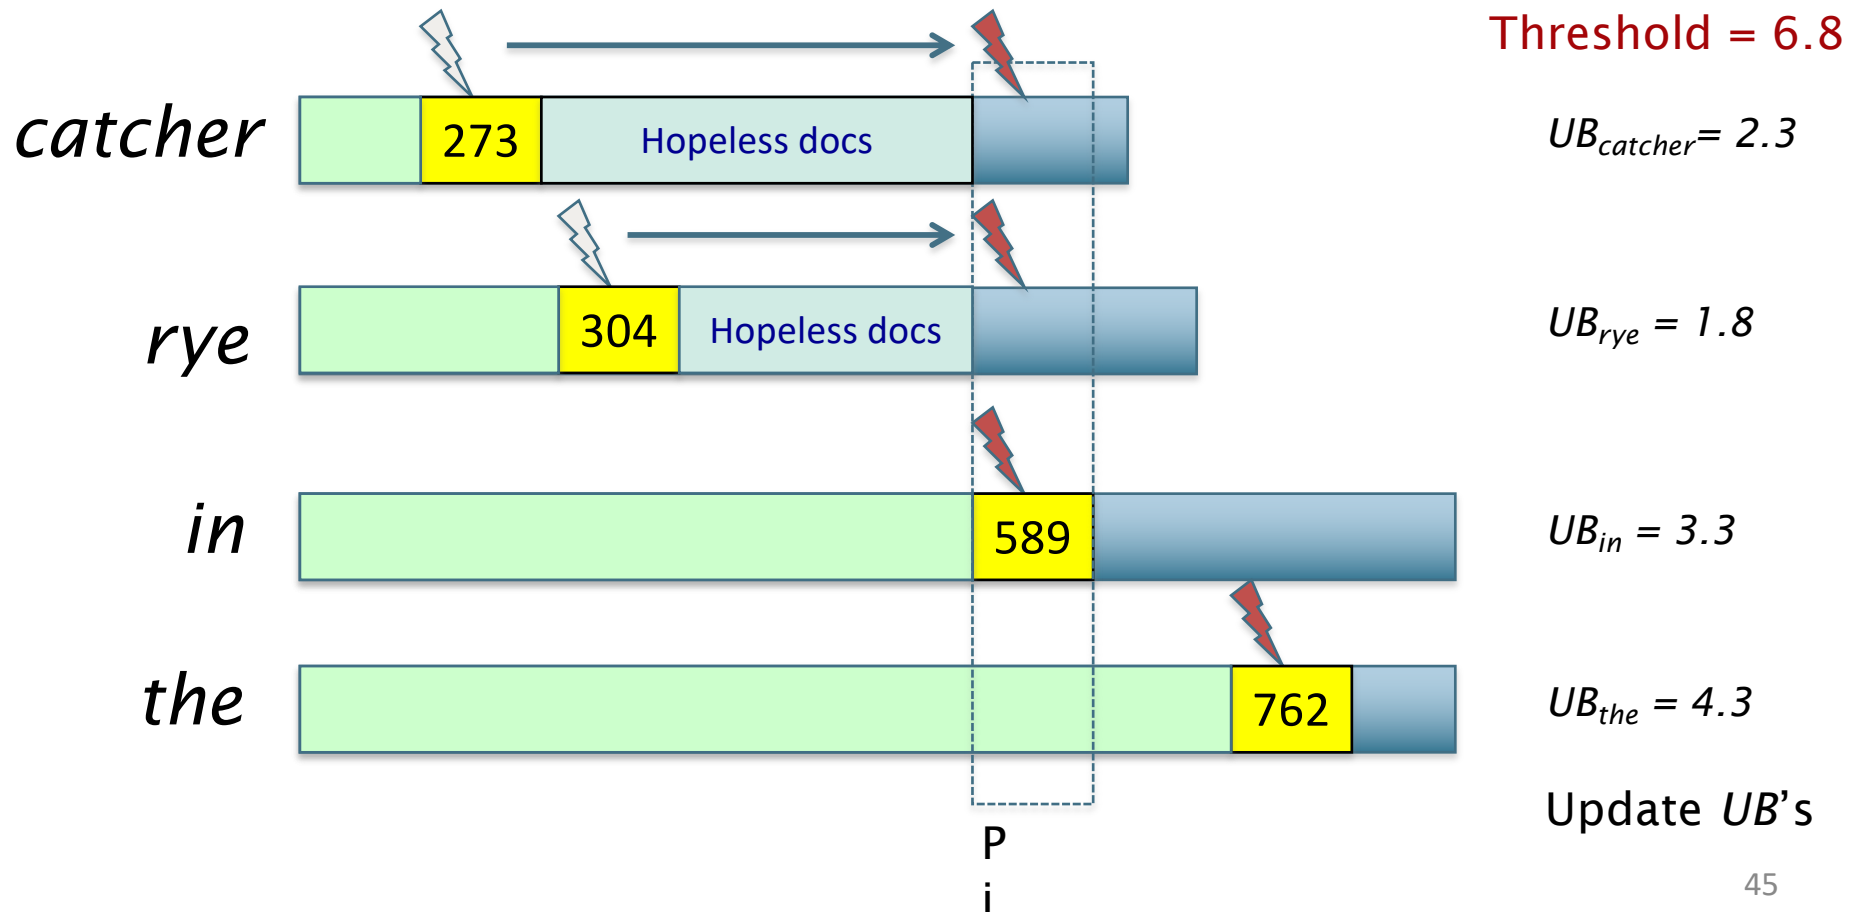 Threshold = 6.8
catcher 273 Hopeless docs UBcatcher= 2.3
rye 304 Hopeless docs UBrye = 1.8
in 589 UBin = 3.3
the 762 UBthe = 4.3
Update UB's
P
i
45